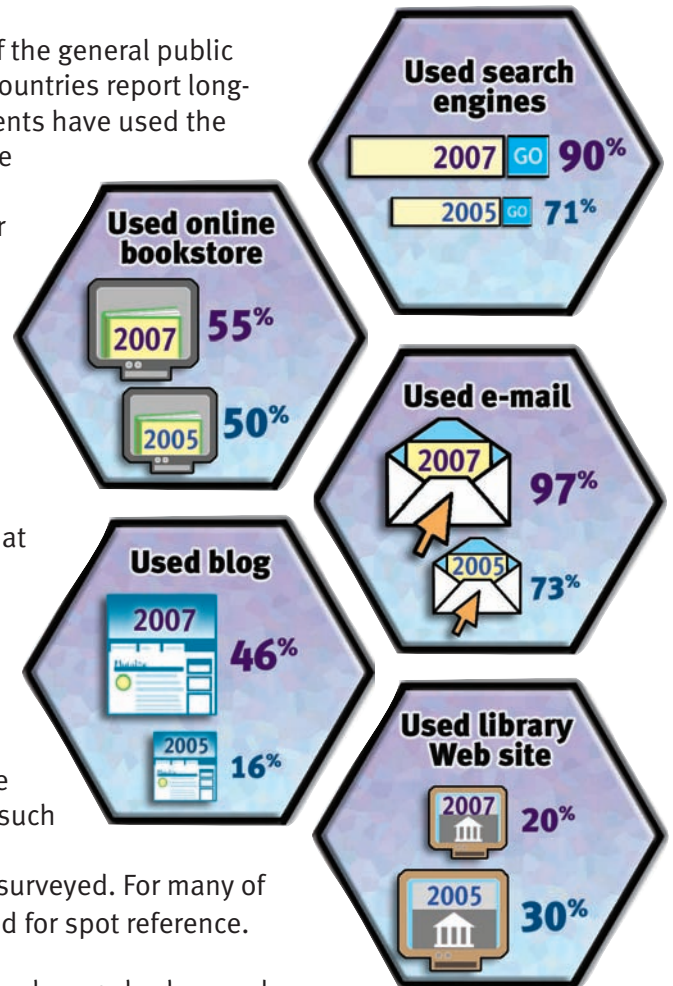 f the general public
ountries report long-
ents have used the
e
r
at
e
such
surveyed. For many of
d for spot reference.
Used search
engines
2007 GO 90%
2005 GO 71%
Used online
bookstore
2007 55%
2005 50%
Used e-mail
2007 97%
2005 73%
Used blog
2007 46%
2005 16%
Used library
Web site
2007 20%
2005 30%